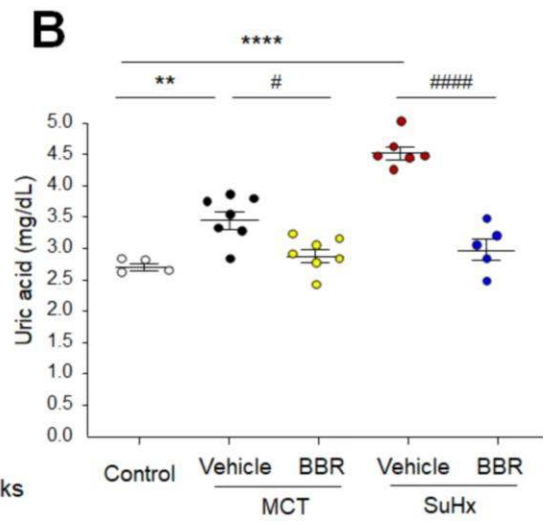 B
****
** # ####
Uric acid (mg/dL)
5.0
4.5
4.0
3.5
3.0
2.5
2.0
1.5
1.0
0.5
0.0
Control Vehicle BBR Vehicle BBR
MCT SuHx
ks